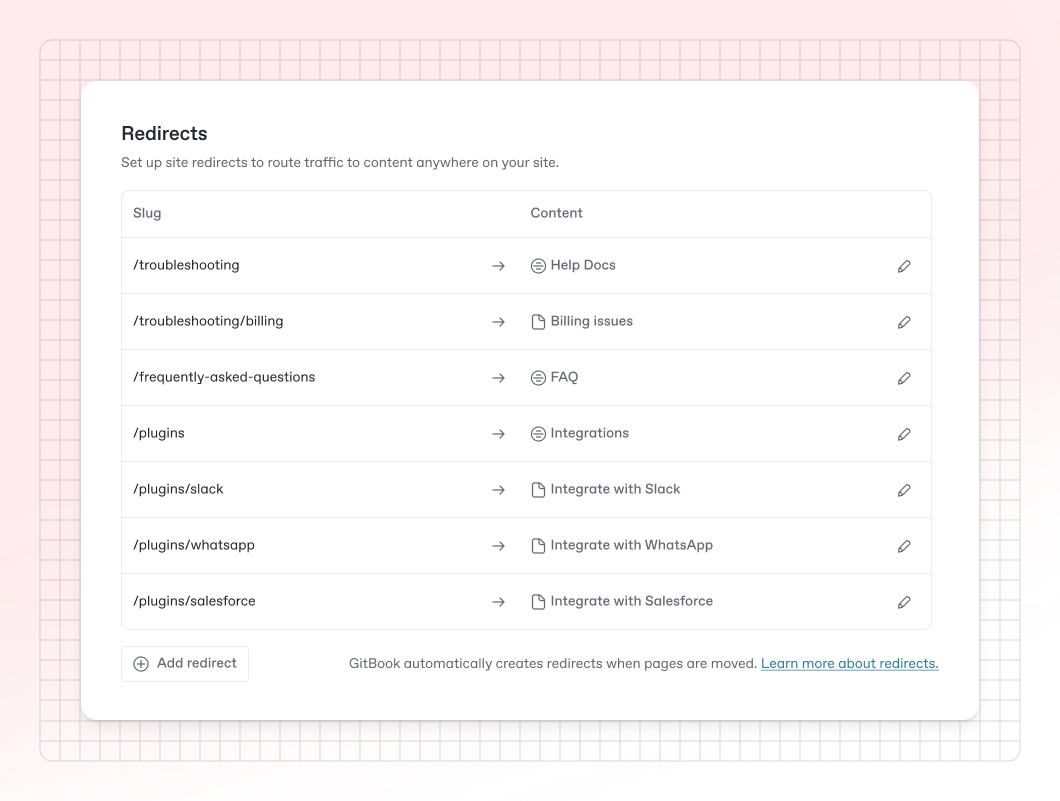 Redirects
Set up site redirects to route traffic to content anywhere on your site.
Slug Content
/troubleshooting → Help Docs
/troubleshooting/billing → Billing issues
/frequently-asked-questions → FAQ
/plugins → Integrations
/plugins/slack → Integrate with Slack
/plugins/whatsapp → Integrate with WhatsApp
/plugins/salesforce → Integrate with Salesforce
Add redirect GitBook automatically creates redirects when pages are moved. Learn more about redirects.